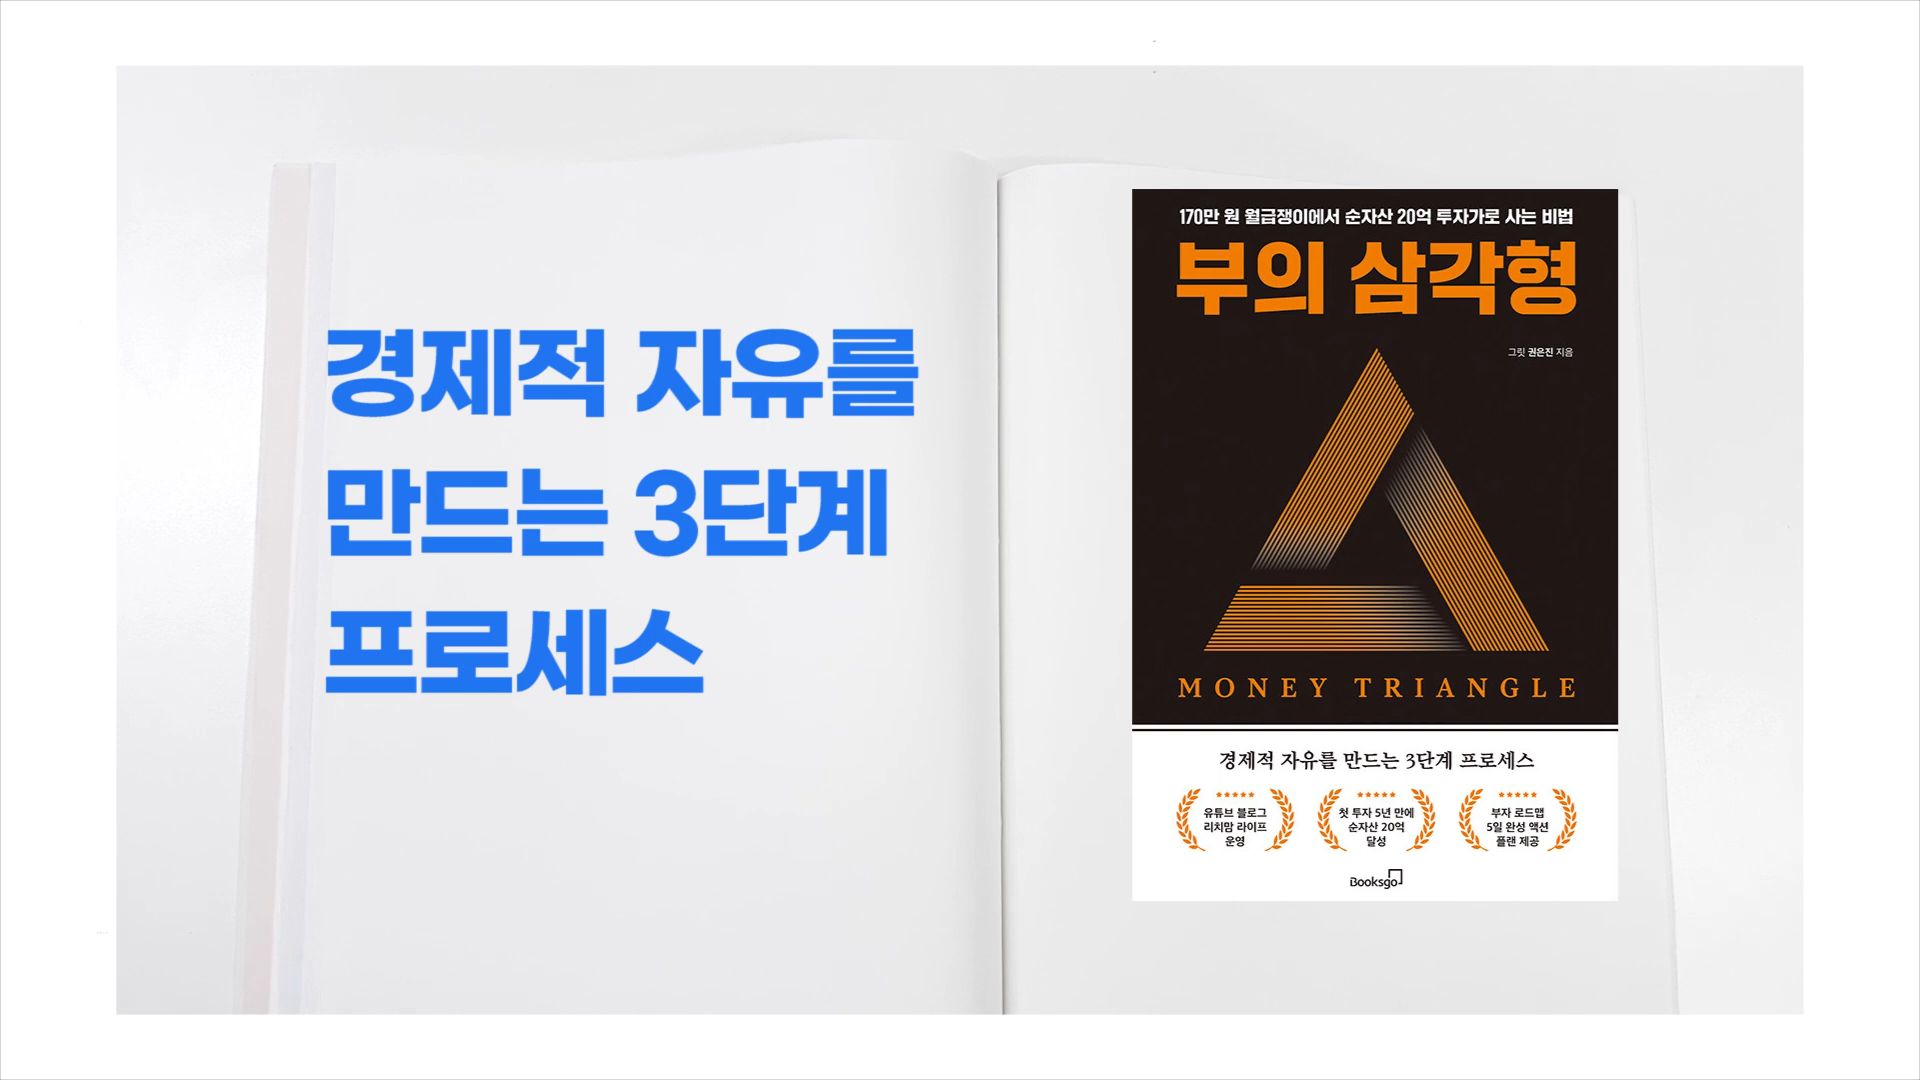 경제적 자유를
만드는 3단계
프로세스
170만 원 월급쟁이에서 순자산 20억 투자가로 사는 비법
부의 삼각형
그릿 권은진 지음
MONEY TRIANGLE
경제적 자유를 만드는 3단계 프로세스
유튜브 블로그
리치맘 라이프
운영
첫 투자 5년 만에
순자산 20억
달성
부자 로드맵
5일 완성 액션
플랜 제공
Booksgo